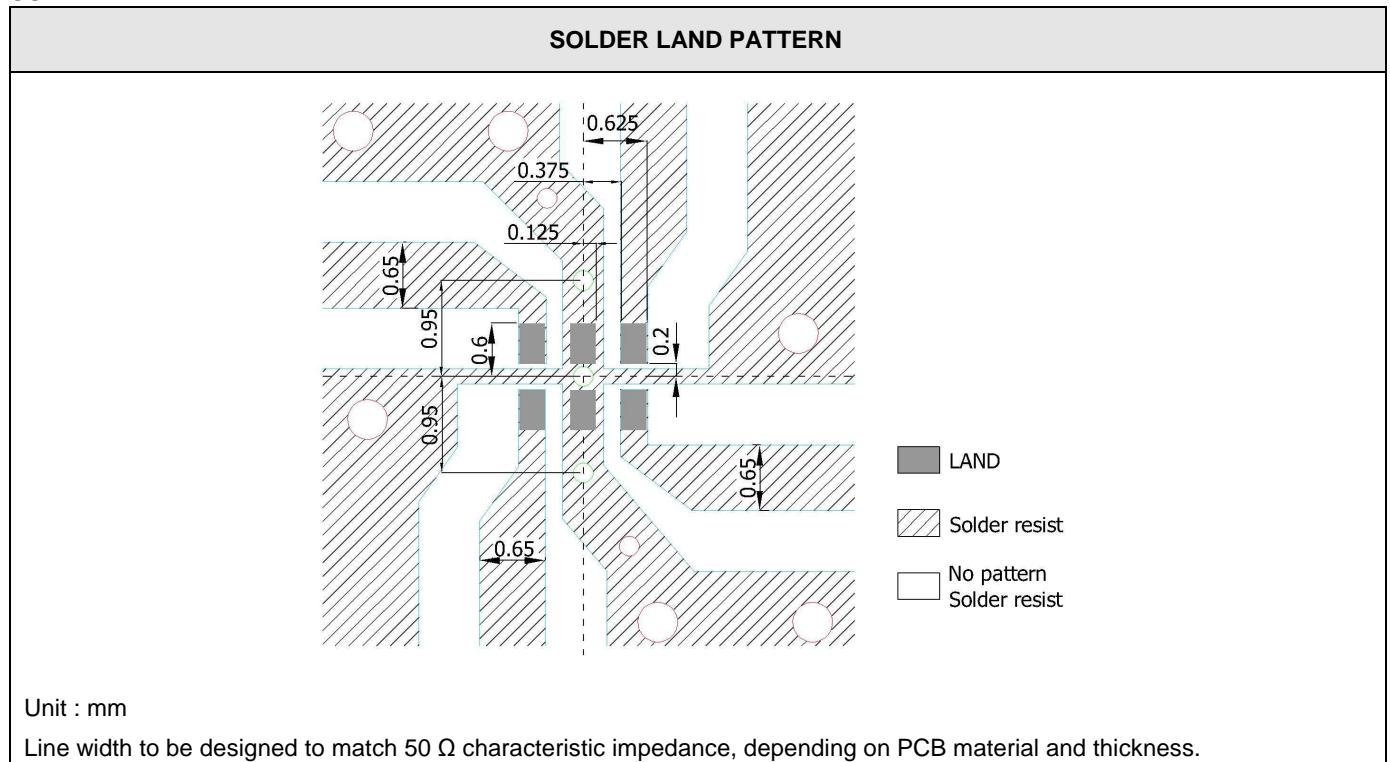 SOLDER LAND PATTERN
0.625
0.375
0.125
0.65
0.95
0.6
0.2
0.95
0.65
0.65
LAND
Solder resist
No pattern
Solder resist
Unit : mm
Line width to be designed to match 50 Ω characteristic impedance, depending on PCB material and thickness.